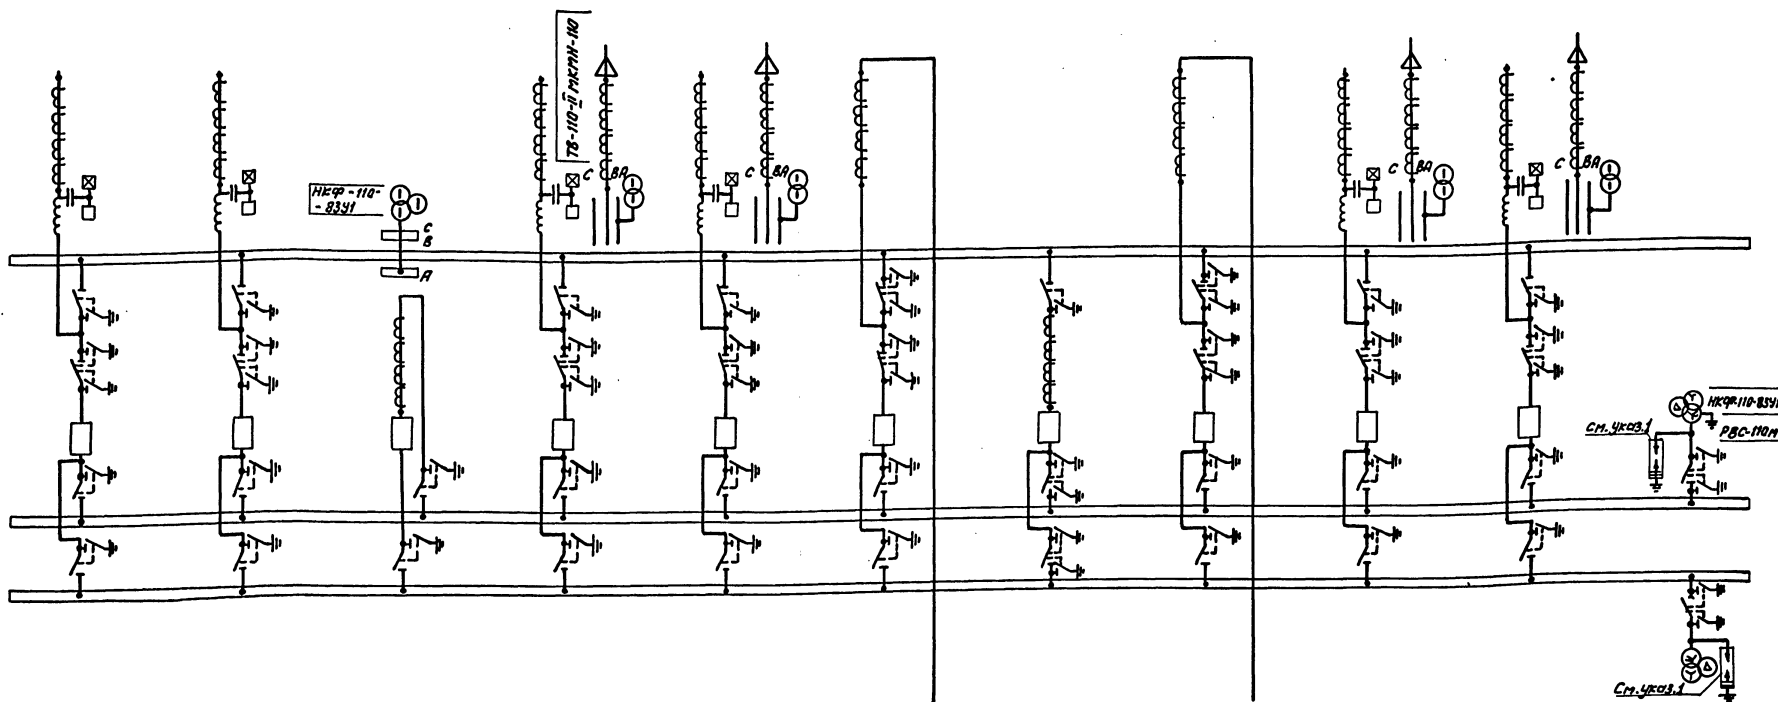 ТВ-110-II МКМН-110
С
ВА
С
ВА
С
ВА
С
ВА
НКФ-110-
-83У1
С
В
А
НКФ-110-83У1
См. указ.1
РВС-110М
См. указ.1